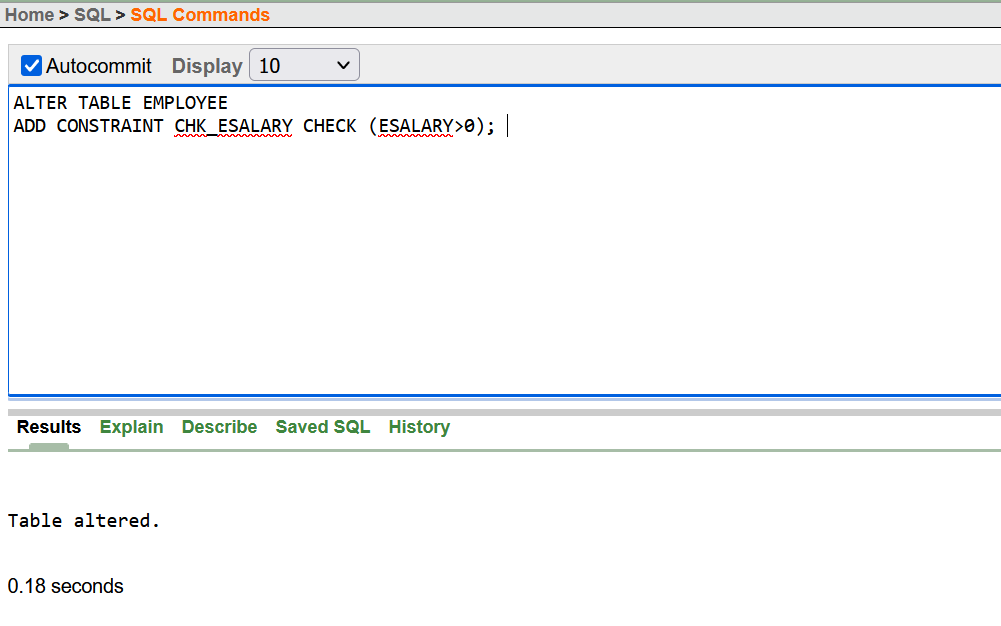 Home > SQL > SQL Commands
Autocommit Display 10
ALTER TABLE EMPLOYEE
ADD CONSTRAINT CHK_ESALARY CHECK (ESALARY>0);
Results Explain Describe Saved SQL History
Table altered.
0.18 seconds